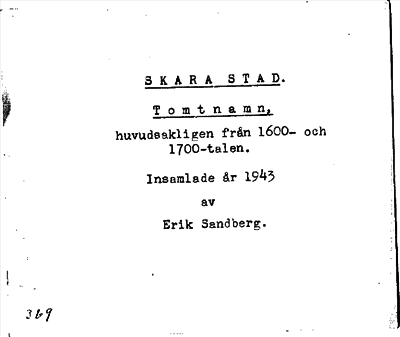 SKARA STAD.
Tomtnamn,
huvudsakligen från 1600- och
1700-talen.
Insamlade år 1943
av
Erik Sandberg.
369